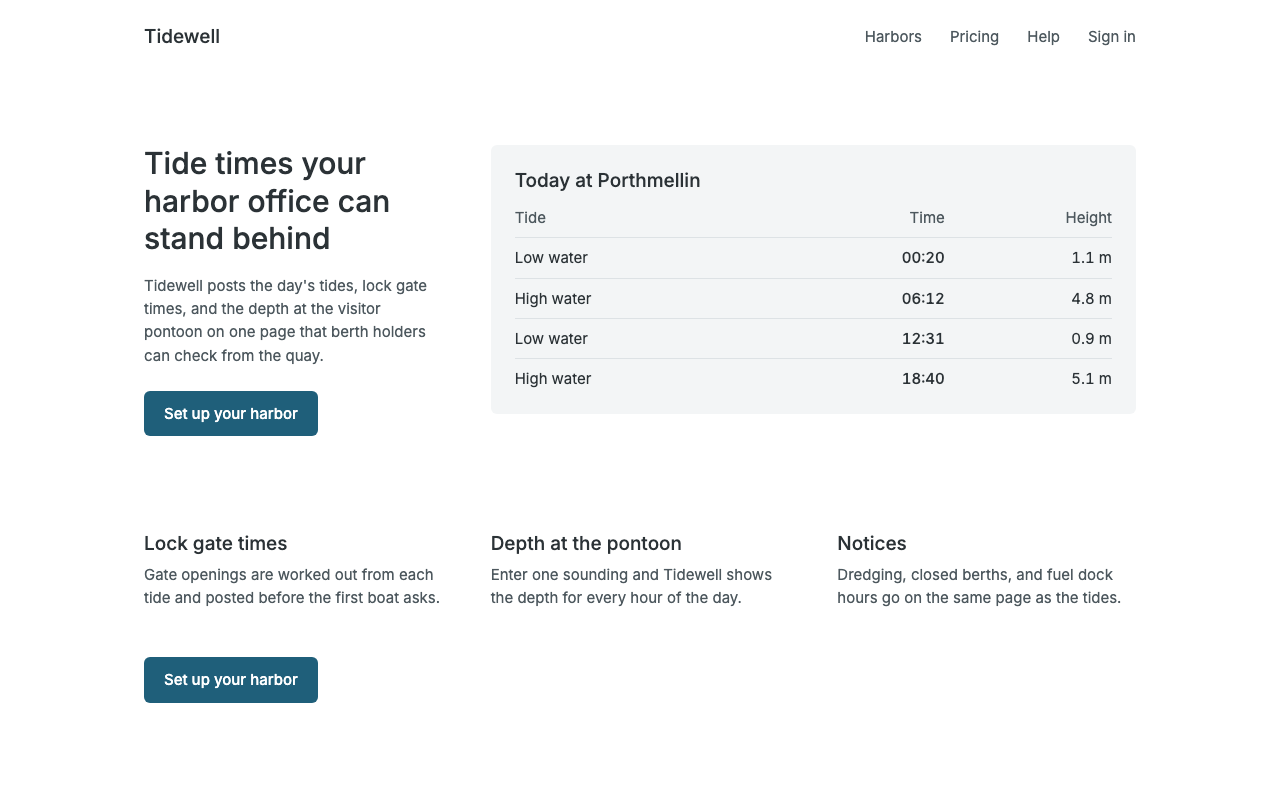 Tidewell
Harbors Pricing Help Sign in
Tide times your
harbor office can
stand behind
Tidewell posts the day's tides, lock gate
times, and the depth at the visitor
pontoon on one page that berth holders
can check from the quay.
Set up your harbor
Today at Porthmellin
Tide Time Height
Low water 00:20 1.1 m
High water 06:12 4.8 m
Low water 12:31 0.9 m
High water 18:40 5.1 m
Lock gate times
Gate openings are worked out from each
tide and posted before the first boat asks.
Depth at the pontoon
Enter one sounding and Tidewell shows
the depth for every hour of the day.
Notices
Dredging, closed berths, and fuel dock
hours go on the same page as the tides.
Set up your harbor